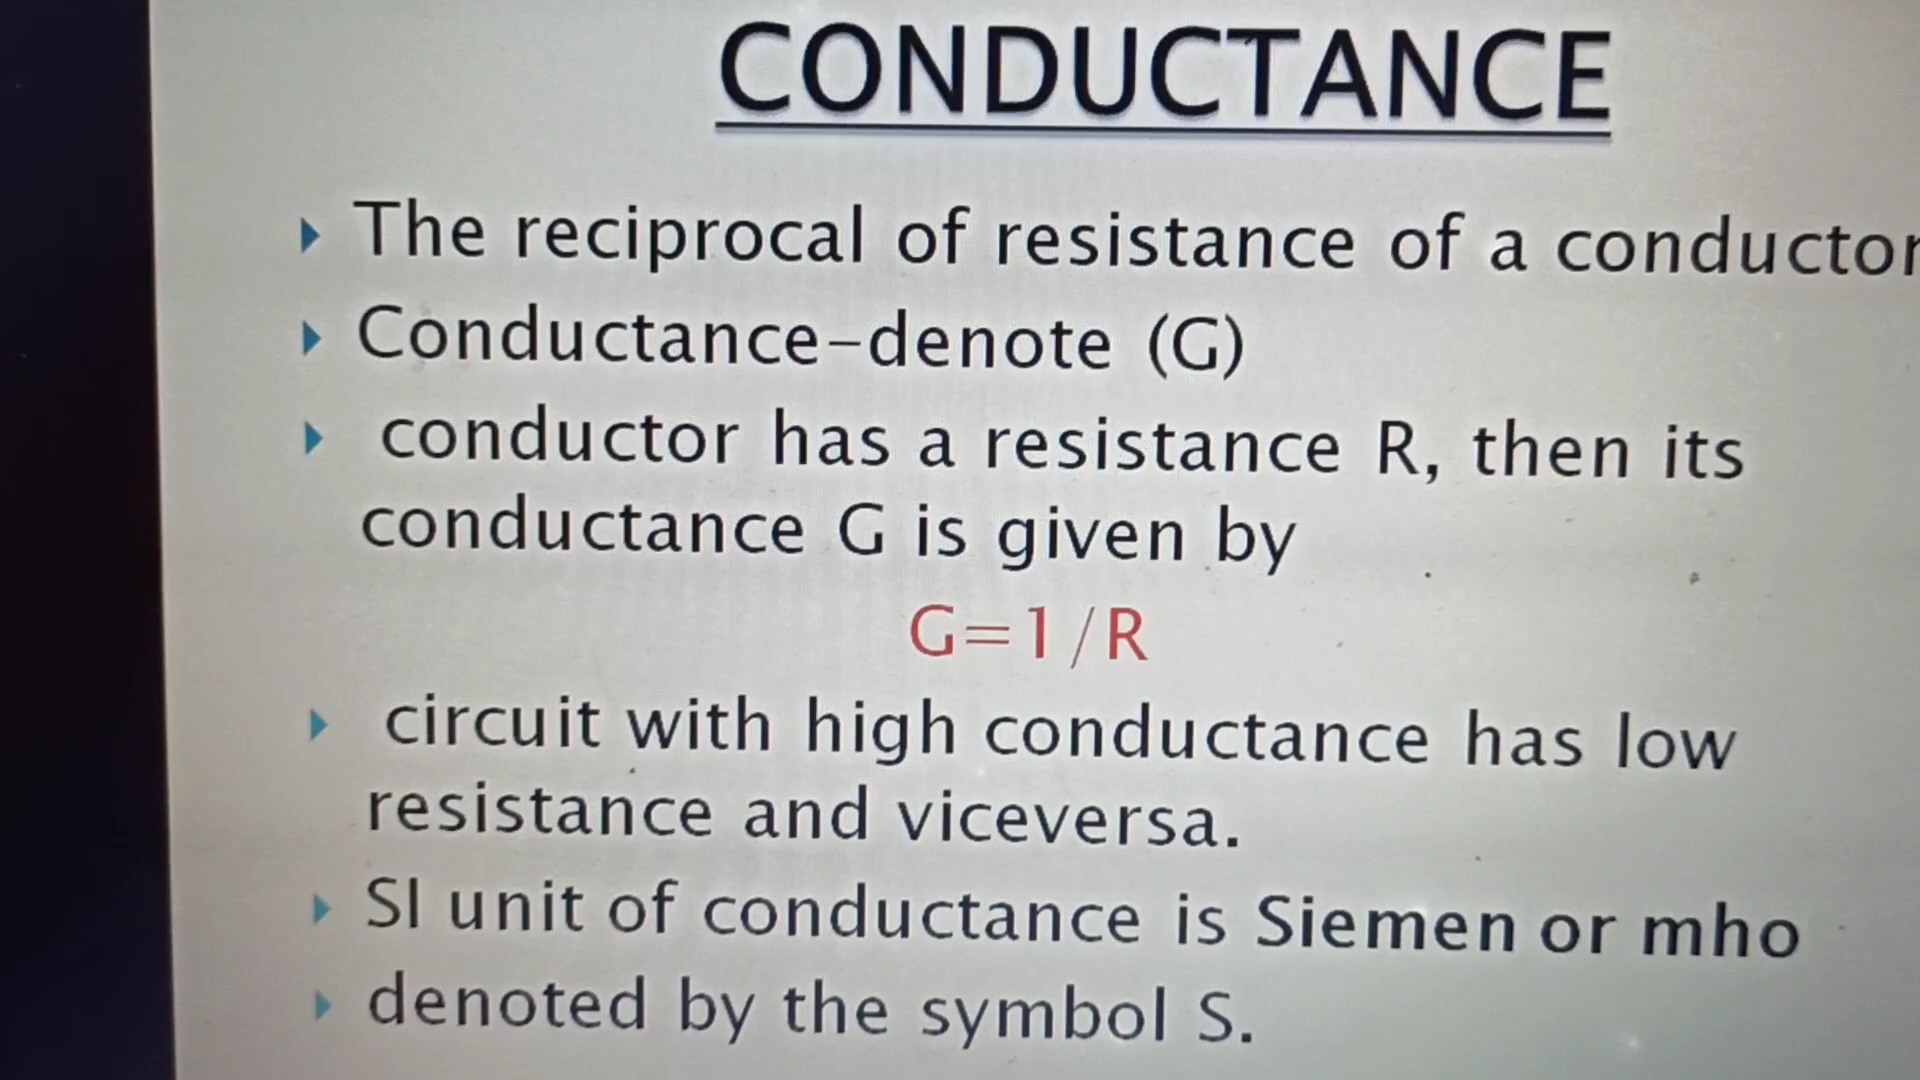 CONDUCTANCE
The reciprocal of resistance of a conductor
Conductance-denote (G)
conductor has a resistance R, then its
conductance G is given by
G=1/R
circuit with high conductance has low
resistance and viceversa.
SI unit of conductance is Siemen or mho
denoted by the symbol S.